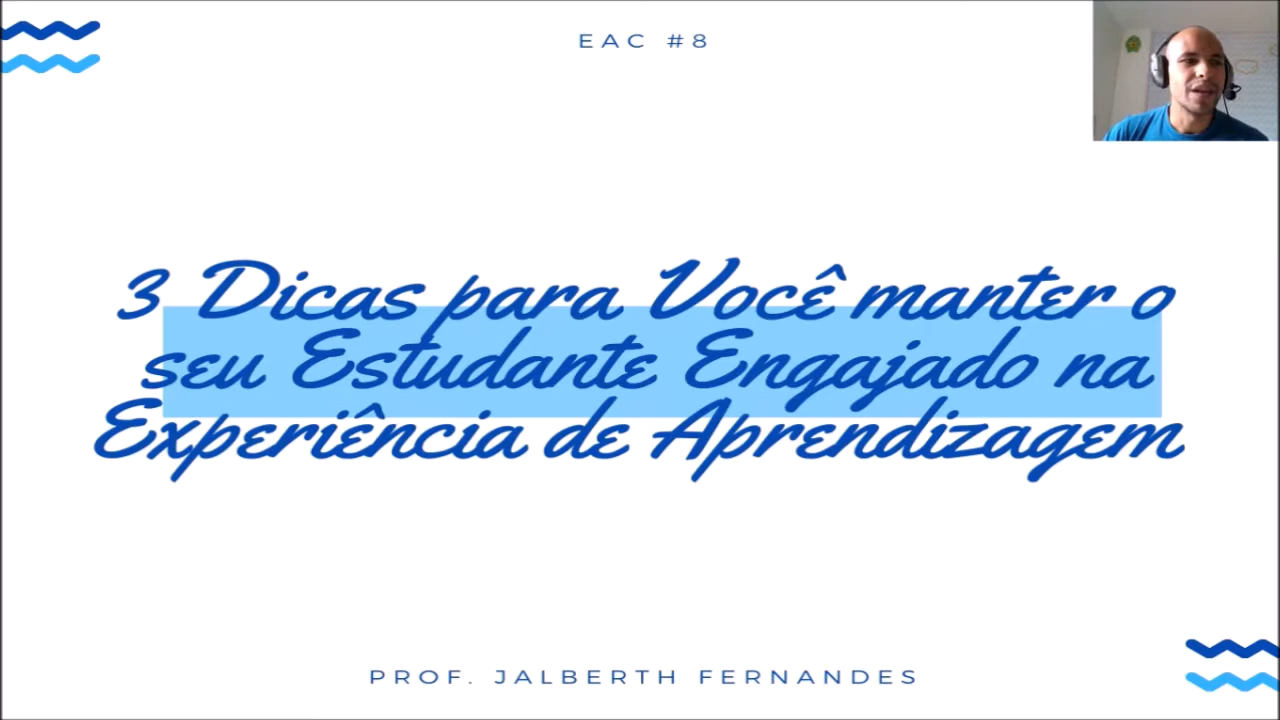 EAC #8
3 Dicas para Você manter o
seu Estudante Engajado na
Experiência de Aprendizagem
PROF. JALBERTH FERNANDES